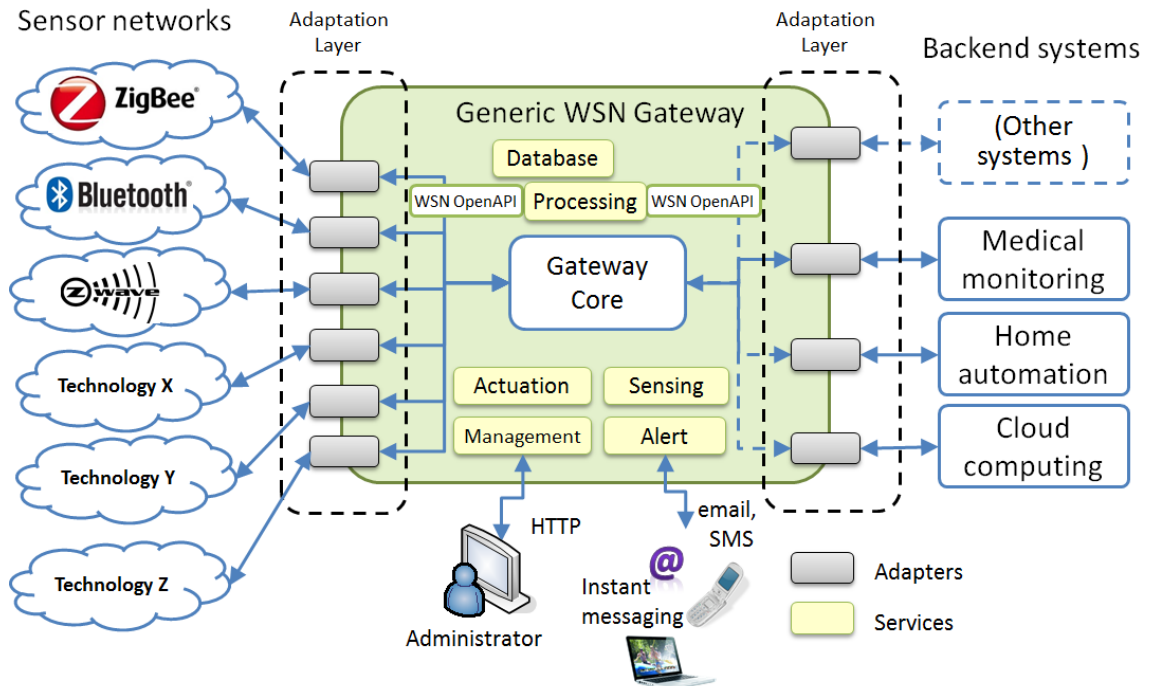 Sensor networks
Adaptation
Layer
Adaptation
Layer
Backend systems
ZigBee®
Generic WSN Gateway
(Other
systems )
Database
Bluetooth®
WSN OpenAPI
Processing
WSN OpenAPI
Medical
monitoring
Gateway
Core
Z wave
Home
automation
Technology X
Actuation
Sensing
Management
Alert
Cloud
computing
Technology Y
HTTP
email,
SMS
@
Technology Z
Instant
messaging
Adapters
Services
Administrator